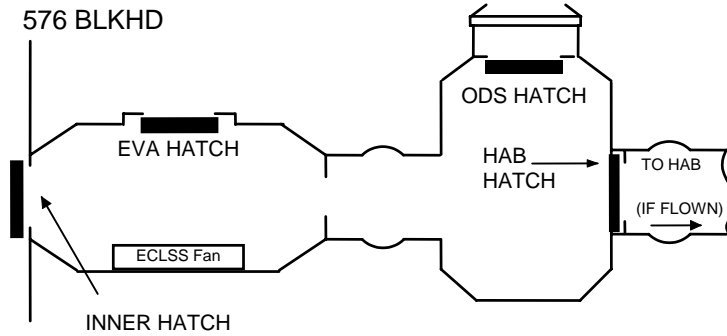 576 BLKHD
ODS HATCH
EVA HATCH
HAB
HATCH
TO HAB
(IF FLOWN)
ECLSS Fan
INNER HATCH